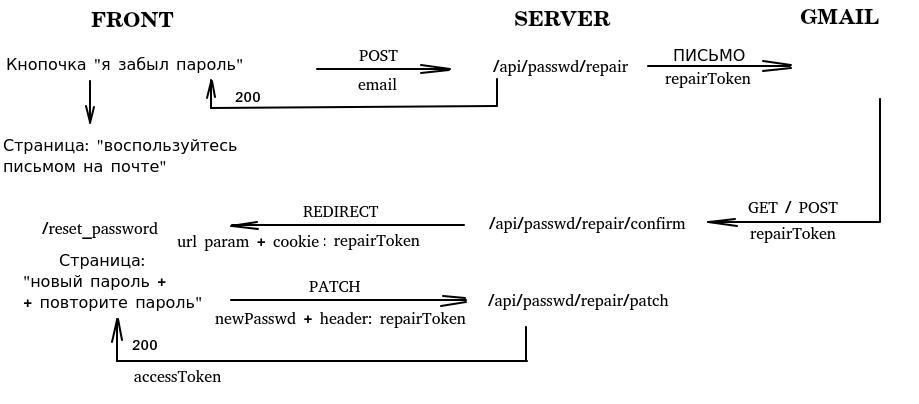 FRONT
SERVER
GMAIL
Кнопочка "я забыл пароль"
POST
email
/api/passwd/repair
ПИСЬМО
repairToken
200
Страница: "воспользуйтесь
письмом на почте"
GET / POST
repairToken
/api/passwd/repair/confirm
REDIRECT
url param + cookie: repairToken
/reset_password
Страница:
"новый пароль +
+ повторите пароль"
PATCH
newPasswd + header: repairToken
/api/passwd/repair/patch
200
accessToken